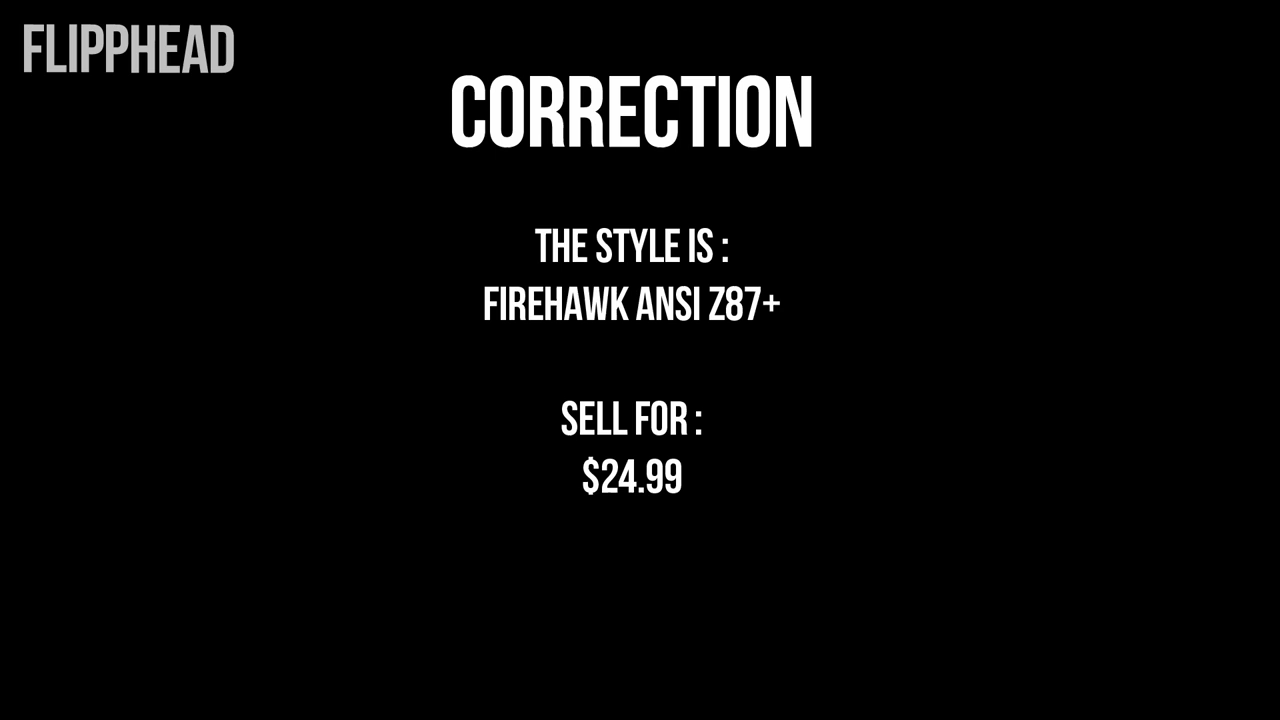 FLIPPHEAD
CORRECTION
THE STYLE IS :
FIREHAWK ANSI Z87+
SELL FOR :
$24.99